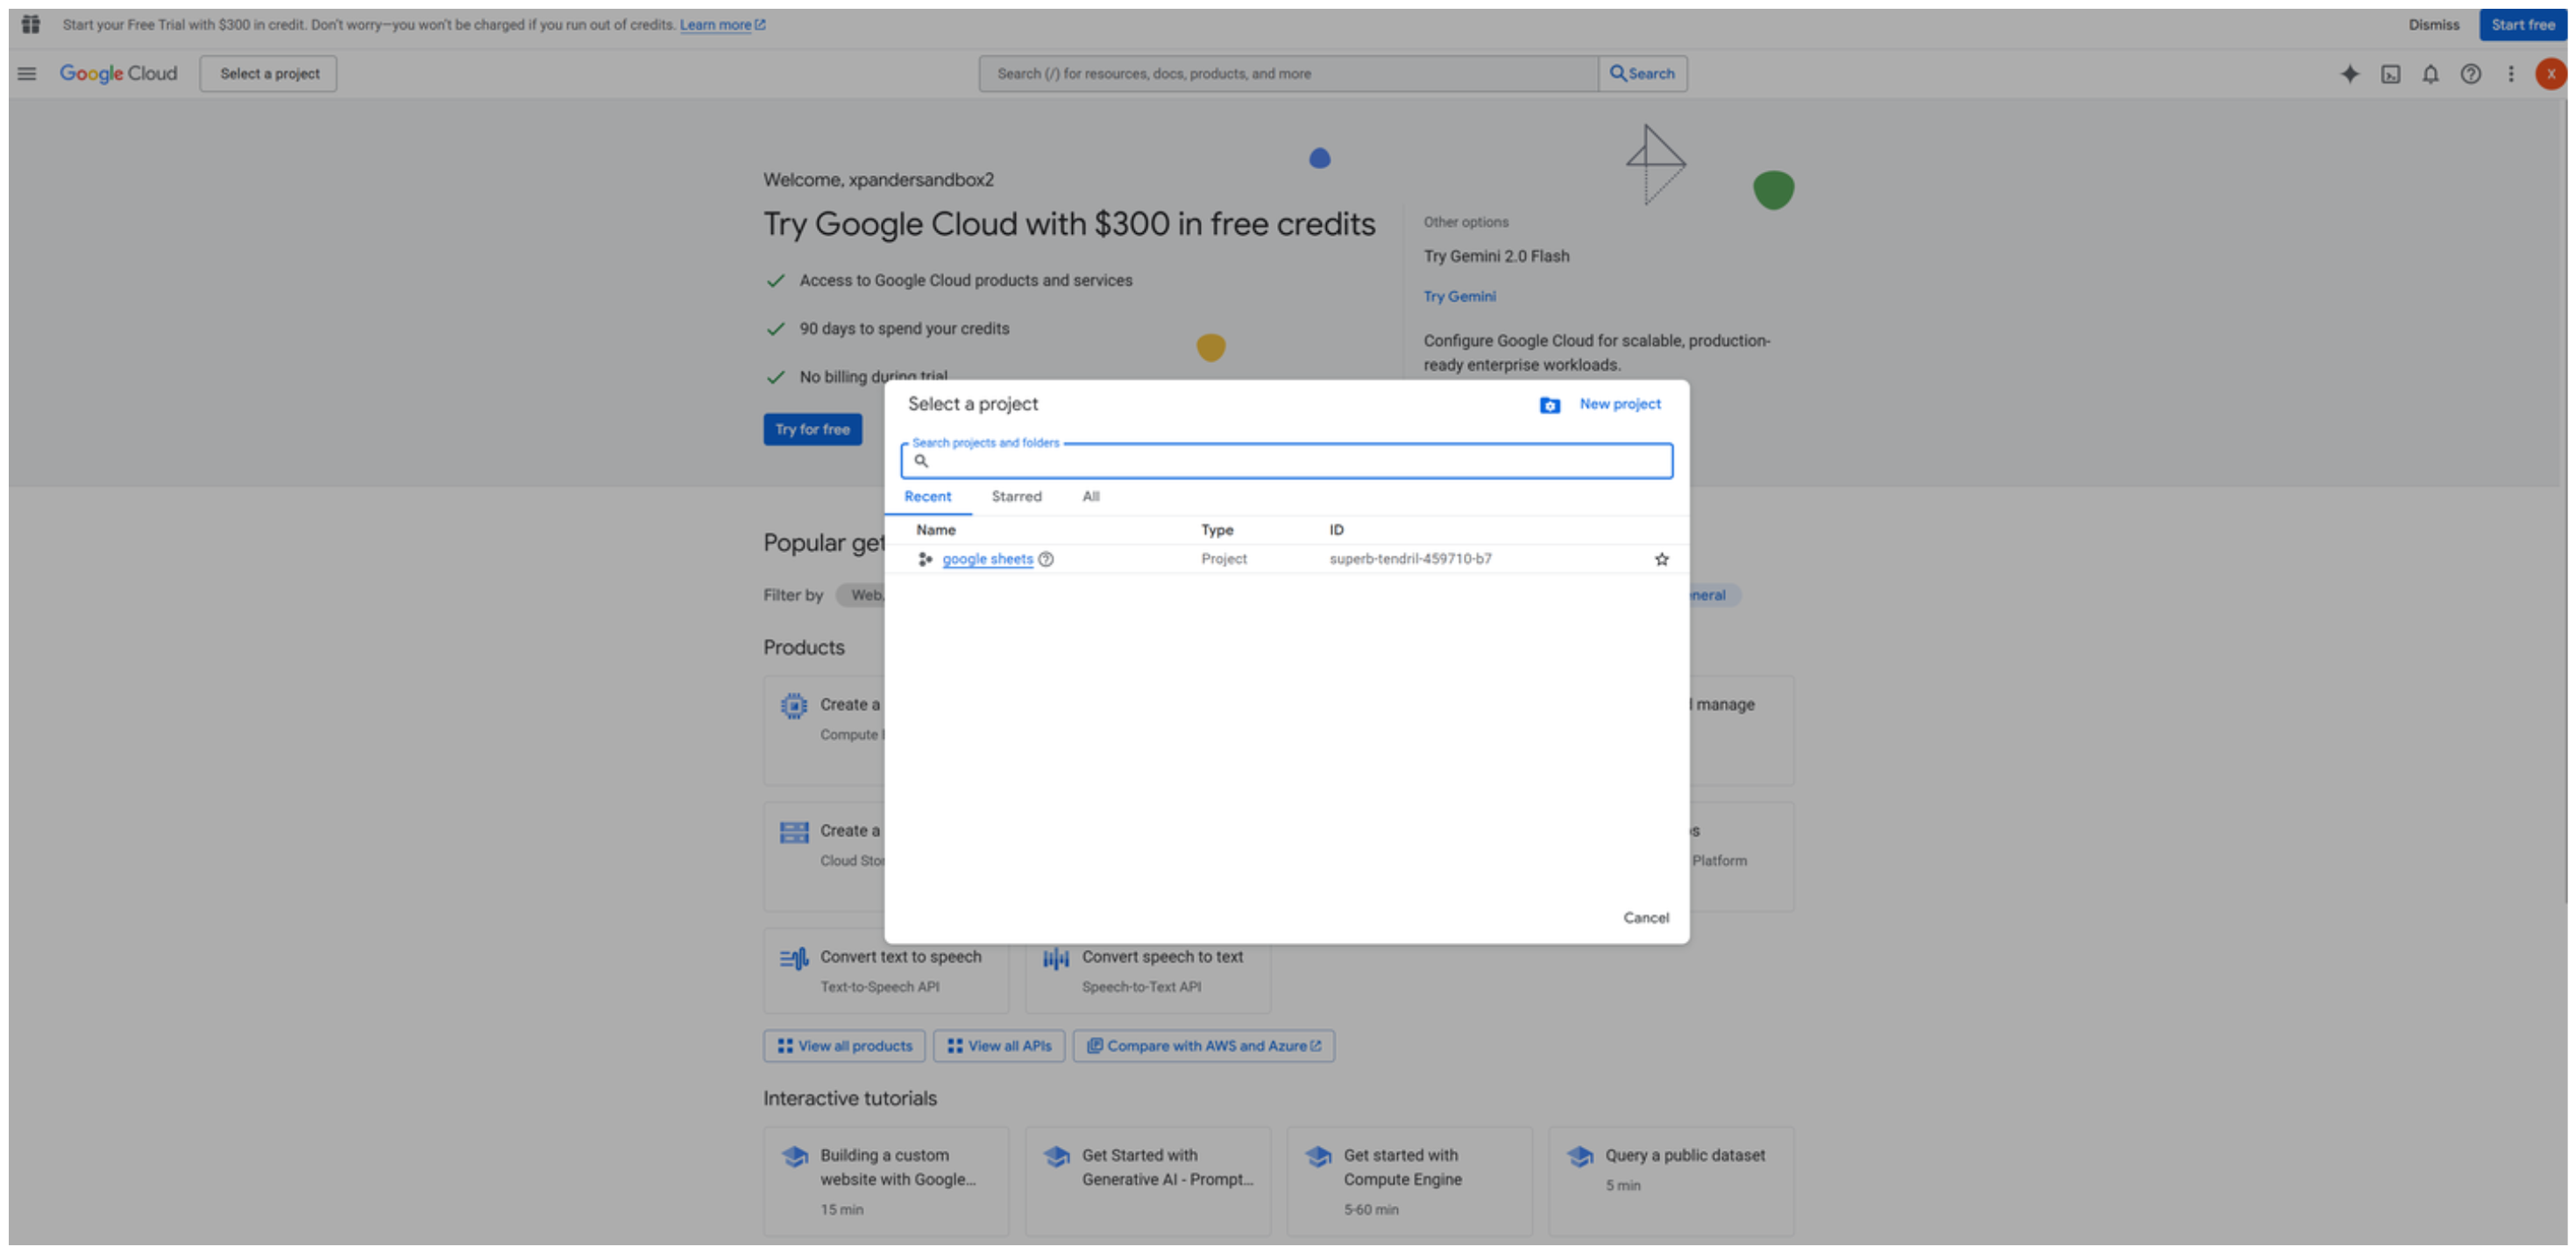 Start your Free Trial with $300 in credit. Don't worry—you won't be charged if you run out of credits. Learn more
Dismiss
Start free
Google Cloud
Select a project
Search (/) for resources, docs, products, and more
Search
X
Welcome, xpandersandbox2
Try Google Cloud with $300 in free credits
Access to Google Cloud products and services
90 days to spend your credits
No billing during trial
Try for free
Other options
Try Gemini 2.0 Flash
Try Gemini
Configure Google Cloud for scalable, production-
ready enterprise workloads.
Select a project
New project
Search projects and folders
Recent
Starred
All
Name
Type
ID
google sheets
Project
superb-tendril-459710-b7
Cancel
Popular get
Filter by
Web,
neral
Products
Create a
Compute
manage
Create a
Cloud Stor
s
Platform
Convert text to speech
Text-to-Speech API
Convert speech to text
Speech-to-Text API
View all products
View all APIs
Compare with AWS and Azure
Interactive tutorials
Building a custom
website with Google...
15 min
Get Started with
Generative AI - Prompt...
Get started with
Compute Engine
5-60 min
Query a public dataset
5 min